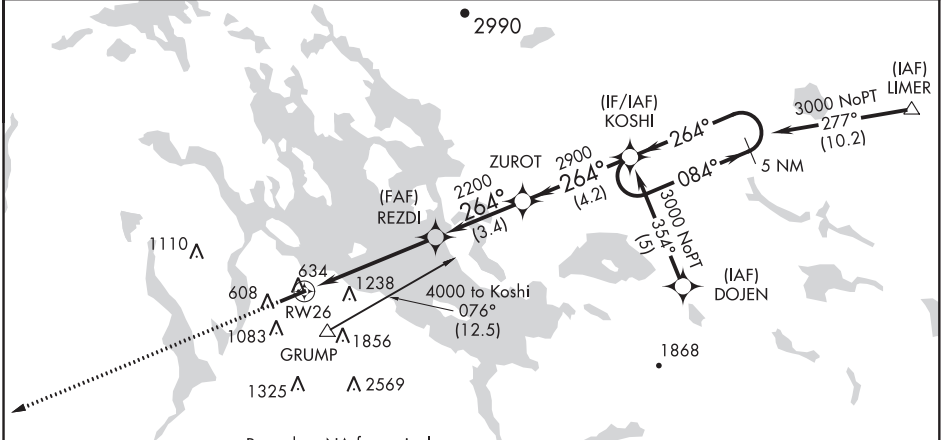 2990
(IAF)
LIMER
3000 NoPT
277°
(10.2)
(IF/IAF)
KOSHI
264°
084°
5 NM
ZUROT
2900
264°
(4.2)
2200
264°
(3.4)
(FAF)
REZDI
3000 NoPT
354°
(5)
(IAF)
DOJEN
1110
634
608
RW26
1238
4000 to Koshi
076°
(12.5)
1083
GRUMP
1856
1868
1325
2569